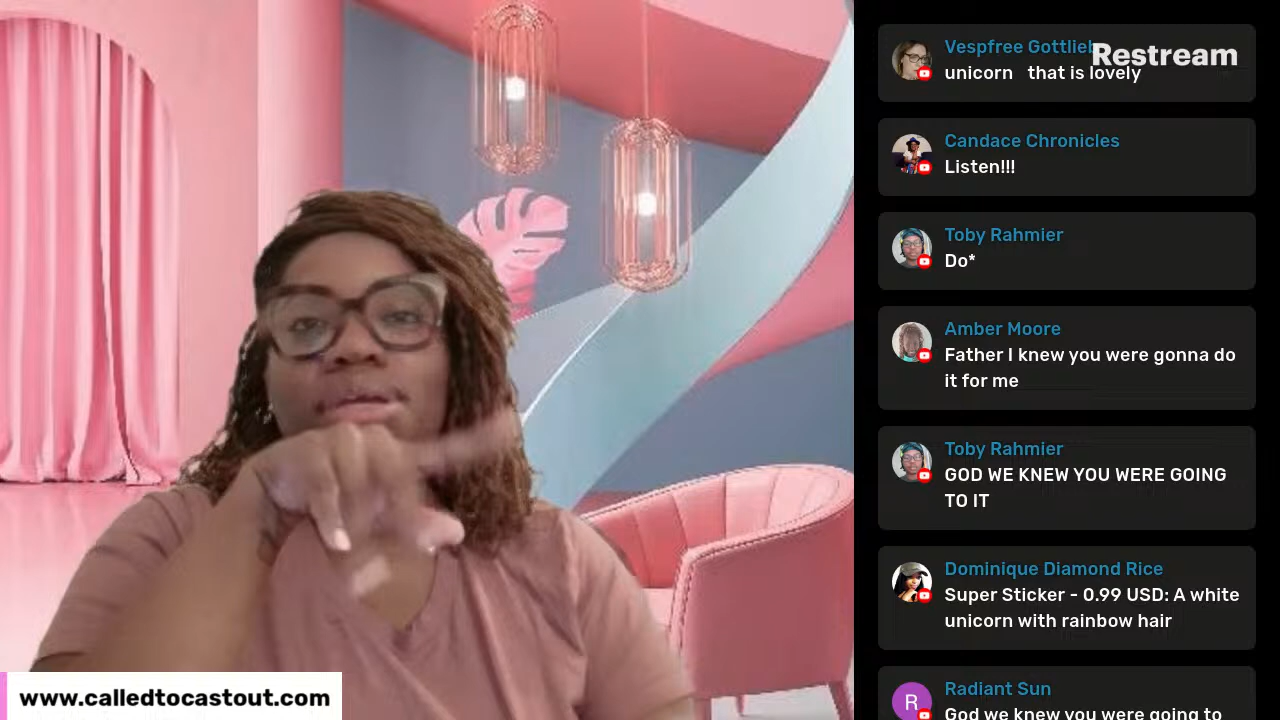 Vespfree Gottlieb
Restream
unicorn that is lovely
Candace Chronicles
Listen!!!
Toby Rahmier
Do*
Amber Moore
Father I knew you were gonna do
it for me
Toby Rahmier
GOD WE KNEW YOU WERE GOING
TO IT
Dominique Diamond Rice
Super Sticker - 0.99 USD: A white
unicorn with rainbow hair
R
Radiant Sun
God we knew you were going to
www.calledtocastout.com